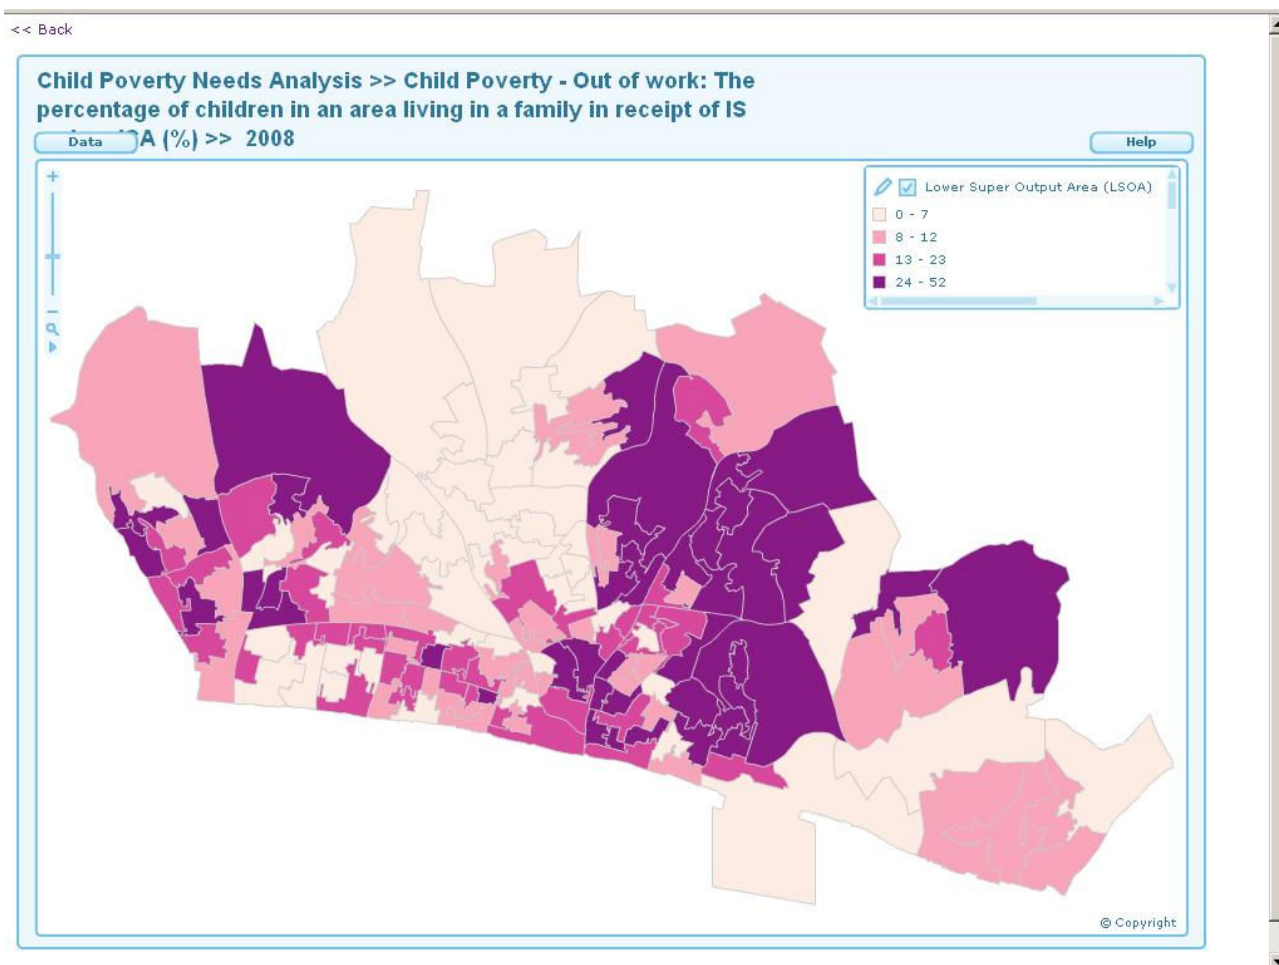 << Back
Child Poverty Needs Analysis >> Child Poverty - Out of work: The
percentage of children in an area living in a family in receipt of IS
SA (%) >> 2008
Data
Help
Lower Super Output Area (LSOA)
0 - 7
8 - 12
13 - 23
24 - 52
© Copyright